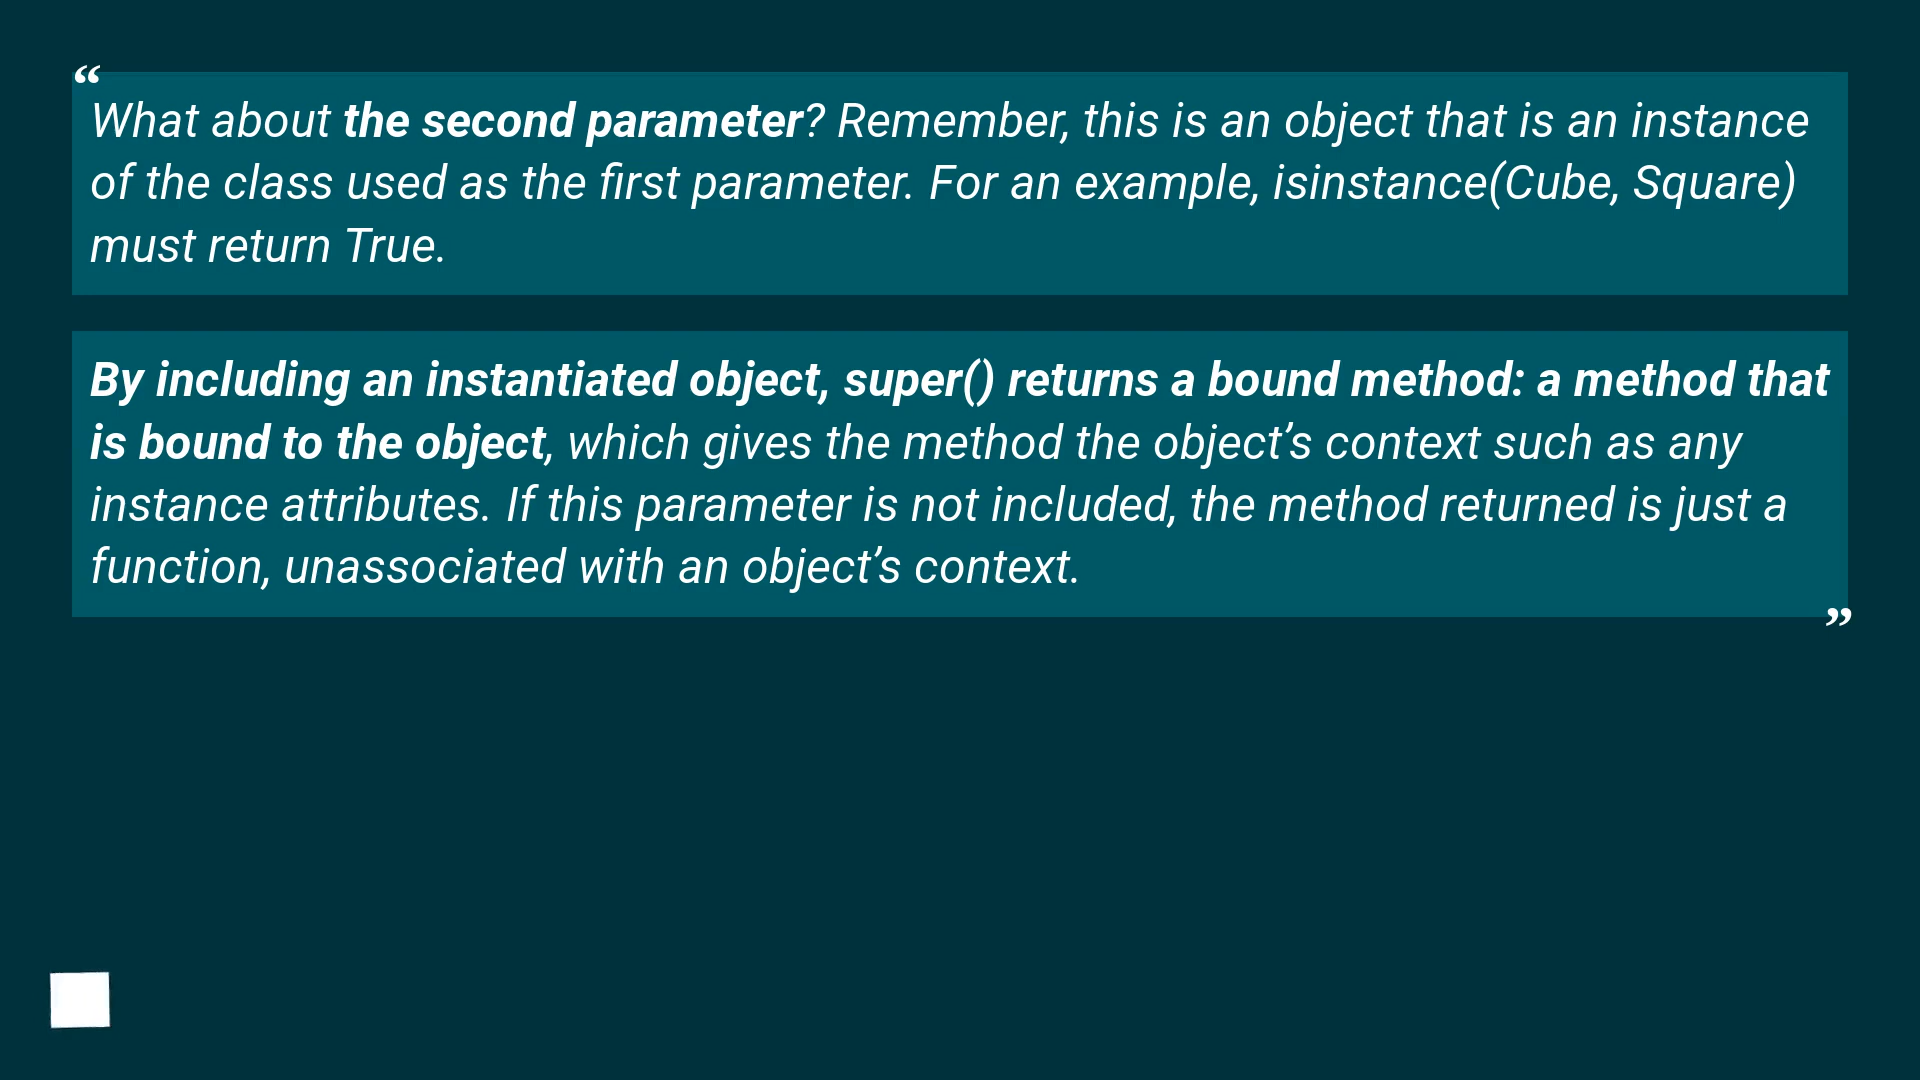 “
What about the second parameter? Remember, this is an object that is an instance
of the class used as the first parameter. For an example, isinstance(Cube, Square)
must return True.
By including an instantiated object, super() returns a bound method: a method that
is bound to the object, which gives the method the object’s context such as any
instance attributes. If this parameter is not included, the method returned is just a
function, unassociated with an object’s context.
”